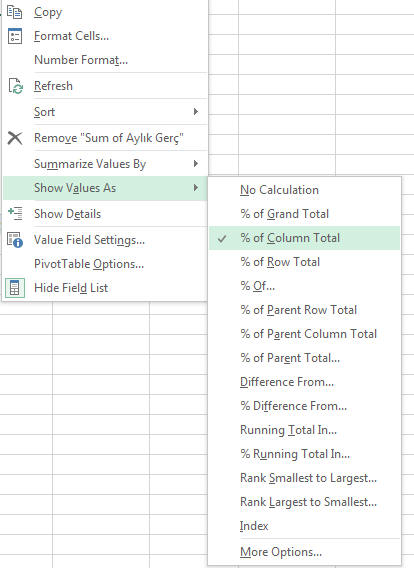 Copy
Format Cells...
Number Format...
Refresh
Sort
Remove "Sum of Aylık Gerç"
Summarize Values By
Show Values As
Show Details
Value Field Settings...
PivotTable Options...
Hide Field List
No Calculation
% of Grand Total
% of Column Total
% of Row Total
% Of...
% of Parent Row Total
% of Parent Column Total
% of Parent Total...
Difference From...
% Difference From...
Running Total In...
% Running Total In...
Rank Smallest to Largest...
Rank Largest to Smallest...
Index
More Options...